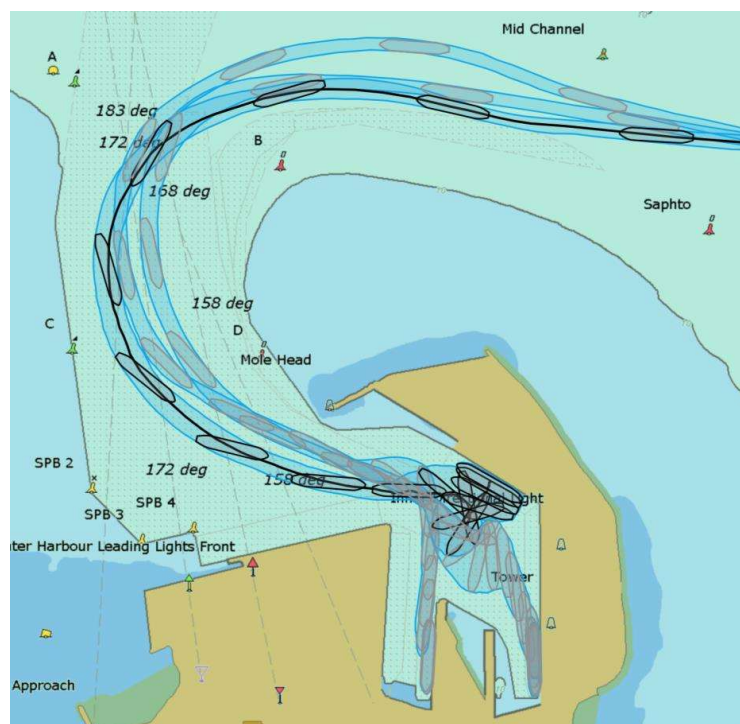 Mid Channel
A
183 deg
172 deg
B
168 deg
Saphto
158 deg
C
D
Mole Head
SPB 2
172 deg
158 deg
SPB 3
SPB 4
Light
ter Harbour Leading Lights Front
Tower
Approach